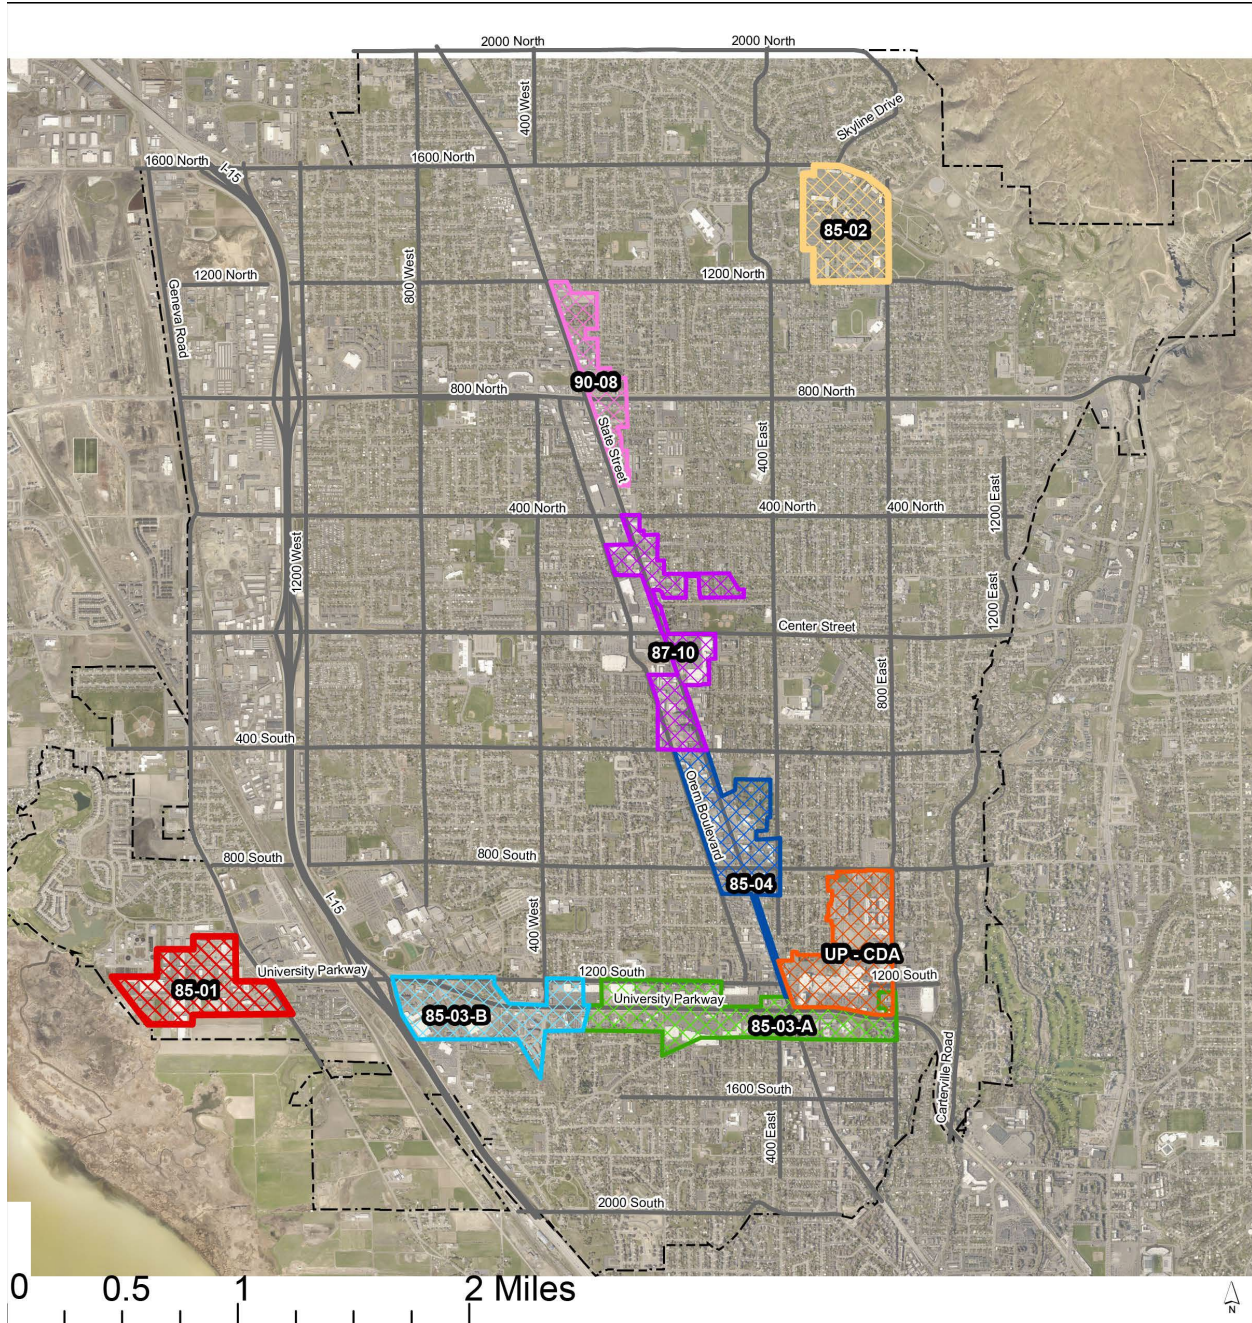 2000 North
2000 North
400 West
Skyline Drive
1600 North
1600 North
I-15
85-02
1200 North
800 West
1200 North
Geneva Road
90-08
800 North
800 North
State Street
400 East
400 North
400 North
400 North
1200 East
1200 West
1200 East
Center Street
87-10
800 East
400 South
Orem Boulevard
800 South
800 South
85-04
I-15
400 West
UP - CDA
University Parkway
1200 South
1200 South
85-01
University Parkway
85-03-B
85-03-A
Carterville Road
1600 South
400 East
2000 South
0 0.5 1 2 Miles
N